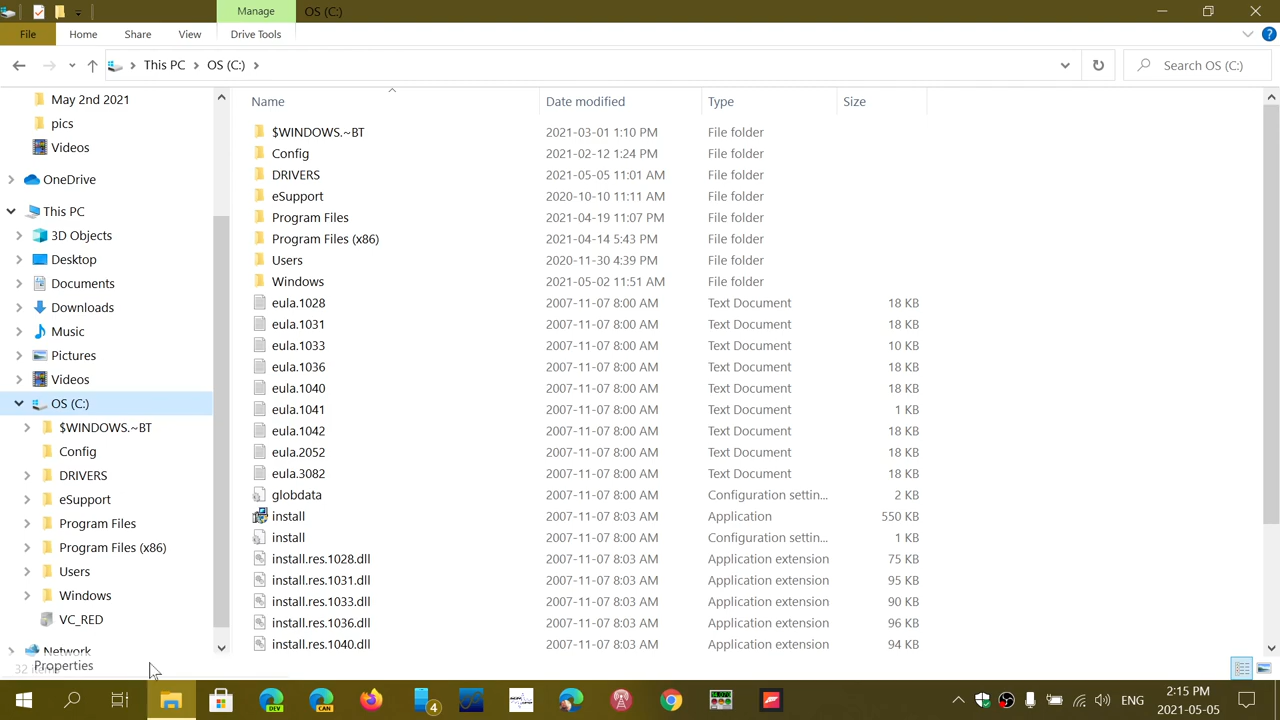 Manage
OS (C:)
File
Home
Share
View
Drive Tools
This PC
OS (C:)
Search OS (C:)
May 2nd 2021
pics
Videos
OneDrive
This PC
3D Objects
Desktop
Documents
Downloads
Music
Pictures
Videos
OS (C:)
$WINDOWS.~BT
Config
DRIVERS
eSupport
Program Files
Program Files (x86)
Users
Windows
VC_RED
Network
Properties
Name Date modified Type Size
$WINDOWS.~BT 2021-03-01 1:10 PM File folder
Config 2021-02-12 1:24 PM File folder
DRIVERS 2021-05-05 11:01 AM File folder
eSupport 2020-10-10 11:11 AM File folder
Program Files 2021-04-19 11:07 PM File folder
Program Files (x86) 2021-04-14 5:43 PM File folder
Users 2020-11-30 4:39 PM File folder
Windows 2021-05-02 11:51 AM File folder
eula.1028 2007-11-07 8:00 AM Text Document 18 KB
eula.1031 2007-11-07 8:00 AM Text Document 18 KB
eula.1033 2007-11-07 8:00 AM Text Document 10 KB
eula.1036 2007-11-07 8:00 AM Text Document 18 KB
eula.1040 2007-11-07 8:00 AM Text Document 18 KB
eula.1041 2007-11-07 8:00 AM Text Document 1 KB
eula.1042 2007-11-07 8:00 AM Text Document 18 KB
eula.2052 2007-11-07 8:00 AM Text Document 18 KB
eula.3082 2007-11-07 8:00 AM Text Document 18 KB
globdata 2007-11-07 8:00 AM Configuration settin... 2 KB
install 2007-11-07 8:03 AM Application 550 KB
install 2007-11-07 8:00 AM Configuration settin... 1 KB
install.res.1028.dll 2007-11-07 8:03 AM Application extension 75 KB
install.res.1031.dll 2007-11-07 8:03 AM Application extension 95 KB
install.res.1033.dll 2007-11-07 8:03 AM Application extension 90 KB
install.res.1036.dll 2007-11-07 8:03 AM Application extension 96 KB
install.res.1040.dll 2007-11-07 8:03 AM Application extension 94 KB
DEV
CAN
4
ENG
2:15 PM
2021-05-05